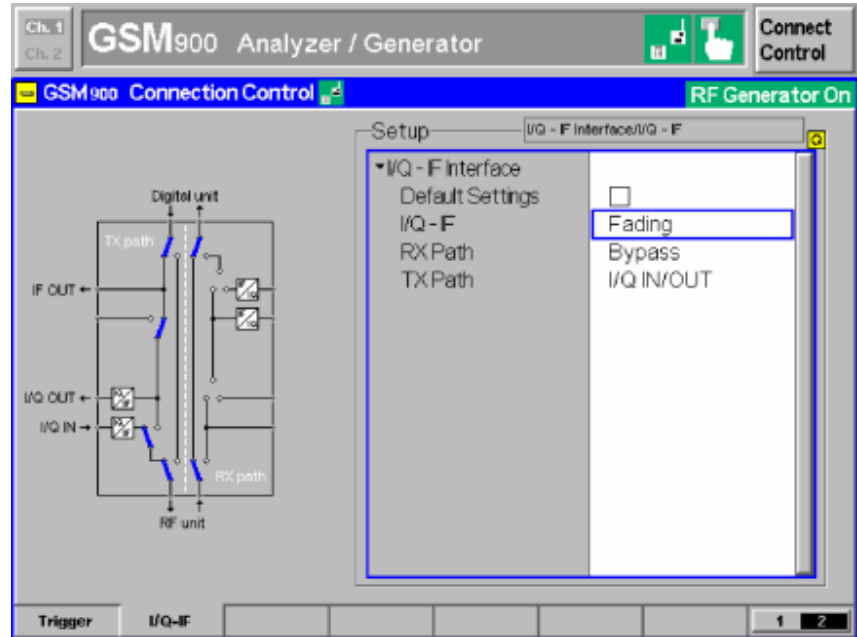 Ch. 1
Ch. 2
GSM900 Analyzer / Generator
Connect
Control
GSM900 Connection Control
RF Generator On
Setup
I/Q - IF Interface/I/Q - IF
I/Q - IF Interface
Default Settings
I/Q - IF
Fading
RX Path
Bypass
TX Path
I/Q IN/OUT
Digital unit
TX path
IF OUT
I/Q OUT
I/Q IN
RX path
RF unit
Trigger
I/Q-IF
1 2